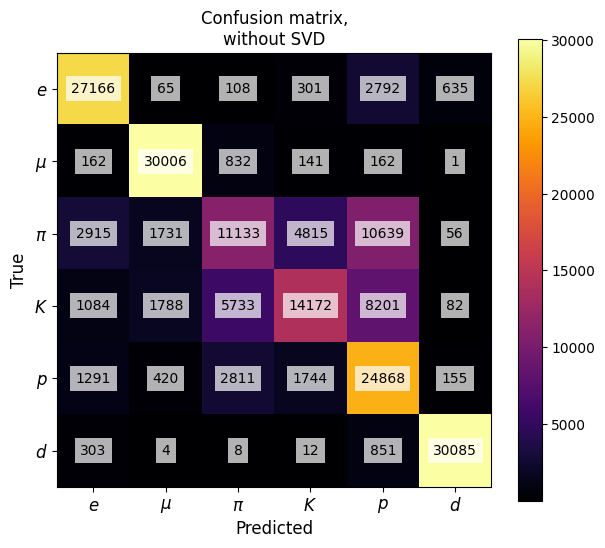 Confusion matrix,
without SVD
True
e 27166 65 108 301 2792 635
μ 162 30006 832 141 162 1
π 2915 1731 11133 4815 10639 56
K 1084 1788 5733 14172 8201 82
p 1291 420 2811 1744 24868 155
d 303 4 8 12 851 30085
e μ π K p d
Predicted
30000
25000
20000
15000
10000
5000